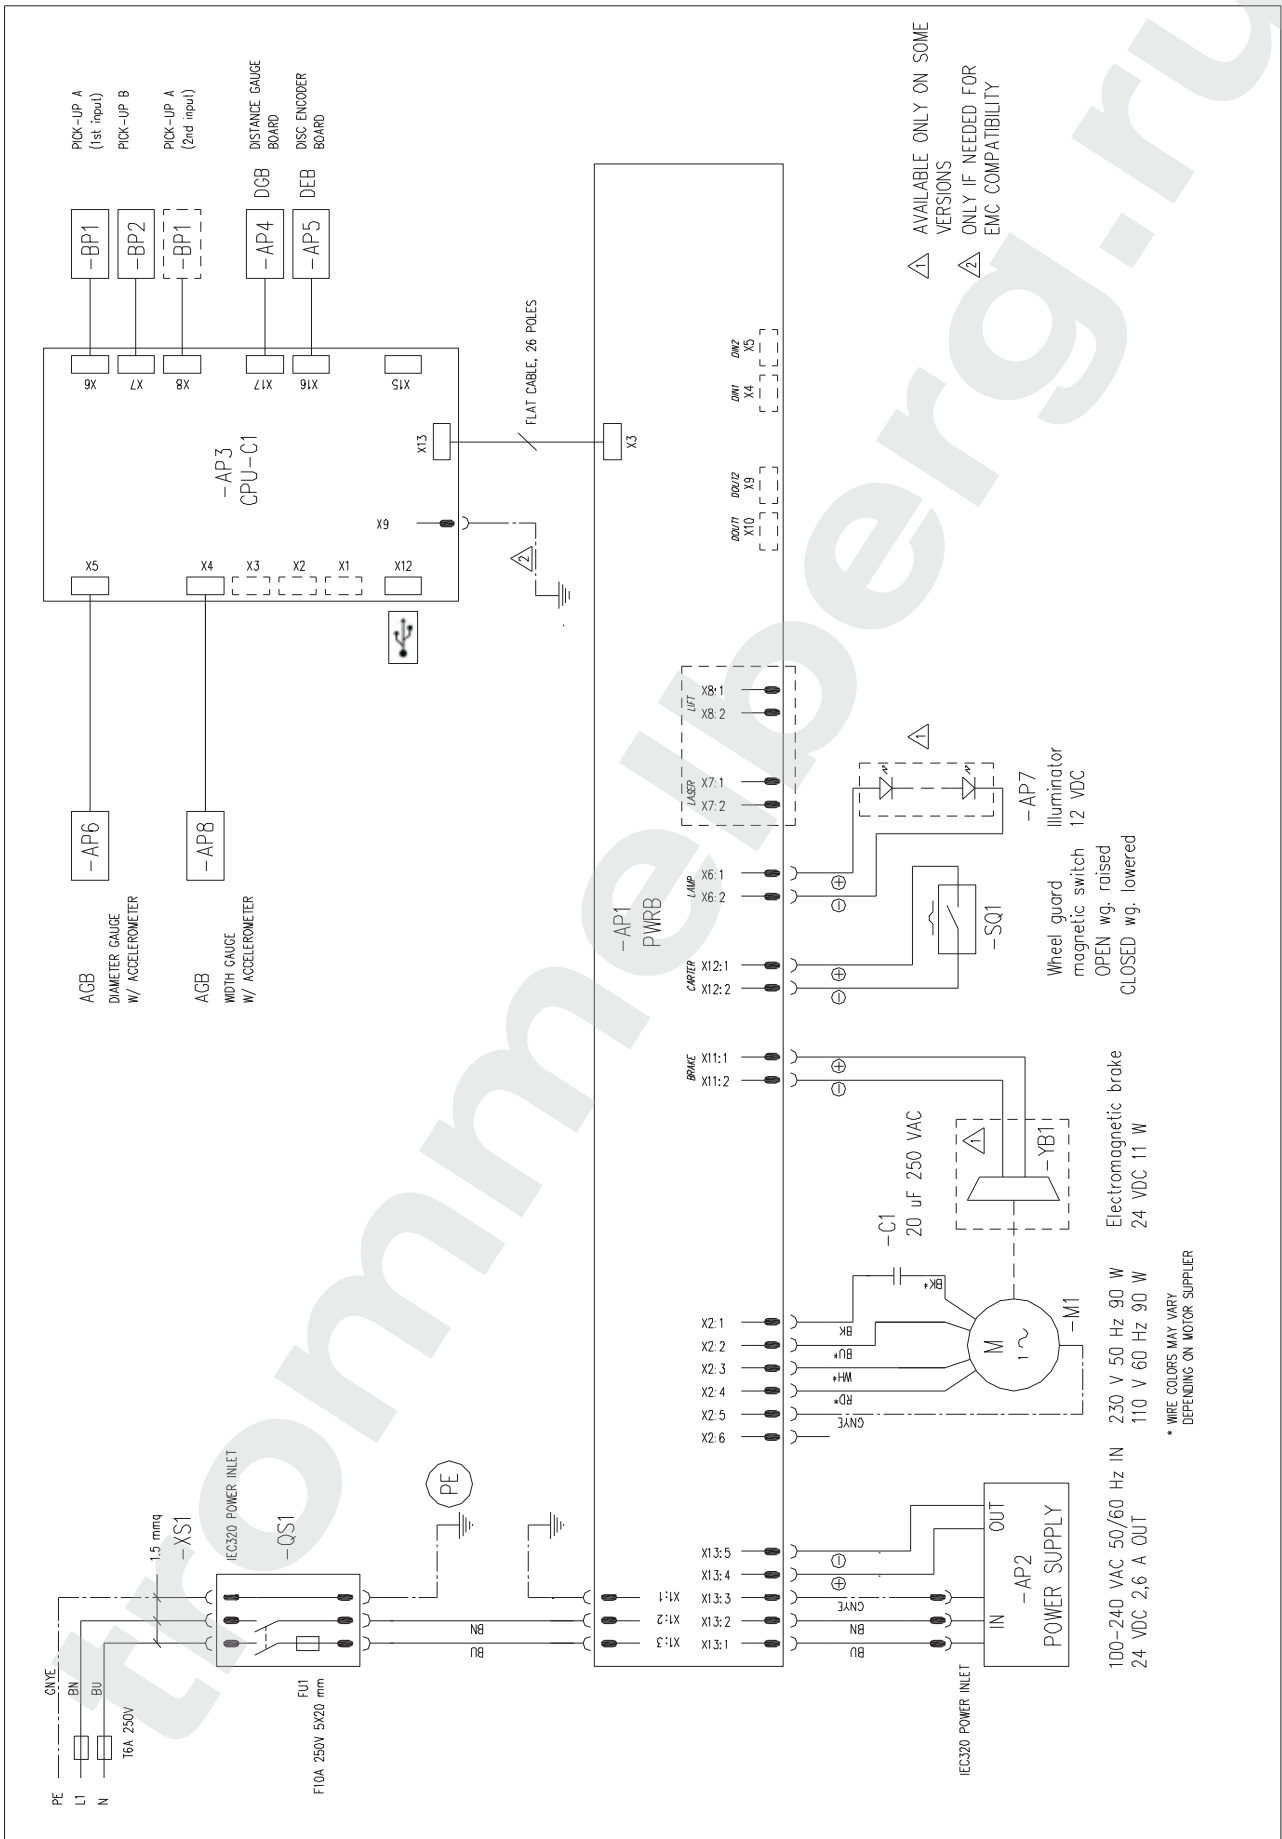 PICK-UP A
(1st input)
PICK-UP B
PICK-UP A
(2nd input)
DISTANCE GAUGE
BOARD
DISC ENCODER
BOARD
DGB
DEB
-BP1
-BP2
-BP1
-AP4
-AP5
X6
X7
X8
X17
X16
X15
-AP3
CPU-C1
X13
X9
X5
X4
X3
X2
X1
X12
FLAT CABLE, 26 POLES
2
-AP6
-AP8
AGB
DIAMETER GAUGE
W/ ACCELEROMETER
AGB
WIDTH GAUGE
W/ ACCELEROMETER
1
AVAILABLE ONLY ON SOME
VERSIONS
2
ONLY IF NEEDED FOR
EMC COMPATIBILITY
X3
DIN2
X5
DIN1
X4
DOUT2
X9
DOUT1
X10
-AP1
PWRB
LIFT
X8:1
X8:2
LASER
X7:1
X7:2
LAMP
X6:1
X6:2
CARTER
X12:1
X12:2
BRAKE
X11:1
X11:2
X2:1
X2:2
X2:3
X2:4
X2:5
X2:6
X13:5
X13:4
X13:3
X13:2
X13:1
X1:1
X1:2
X1:3
1
-AP7
Illuminator
12 VDC
-SQ1
Wheel guard
magnetic switch
OPEN wg. raised
CLOSED wg. lowered
1
-YB1
Electromagnetic brake
24 VDC 11 W
-C1
20 uF 250 VAC
BK*
BK
BU*
WH*
RD*
GNYE
M
1~
-M1
230 V 50 Hz 90 W
110 V 60 Hz 90 W
* WIRE COLORS MAY VARY
DEPENDING ON MOTOR SUPPLIER
GNYE
BN
BU
IEC320 POWER INLET
IN
OUT
-AP2
POWER SUPPLY
100-240 VAC 50/60 Hz IN
24 VDC 2,6 A OUT
PE
L1
N
GNYE
BN
BU
T6A 250V
1.5 mmq
-XS1
IEC320 POWER INLET
-QS1
FU1
F10A 250V 5X20 mm
PE
BN
BU
trommelberg.ru